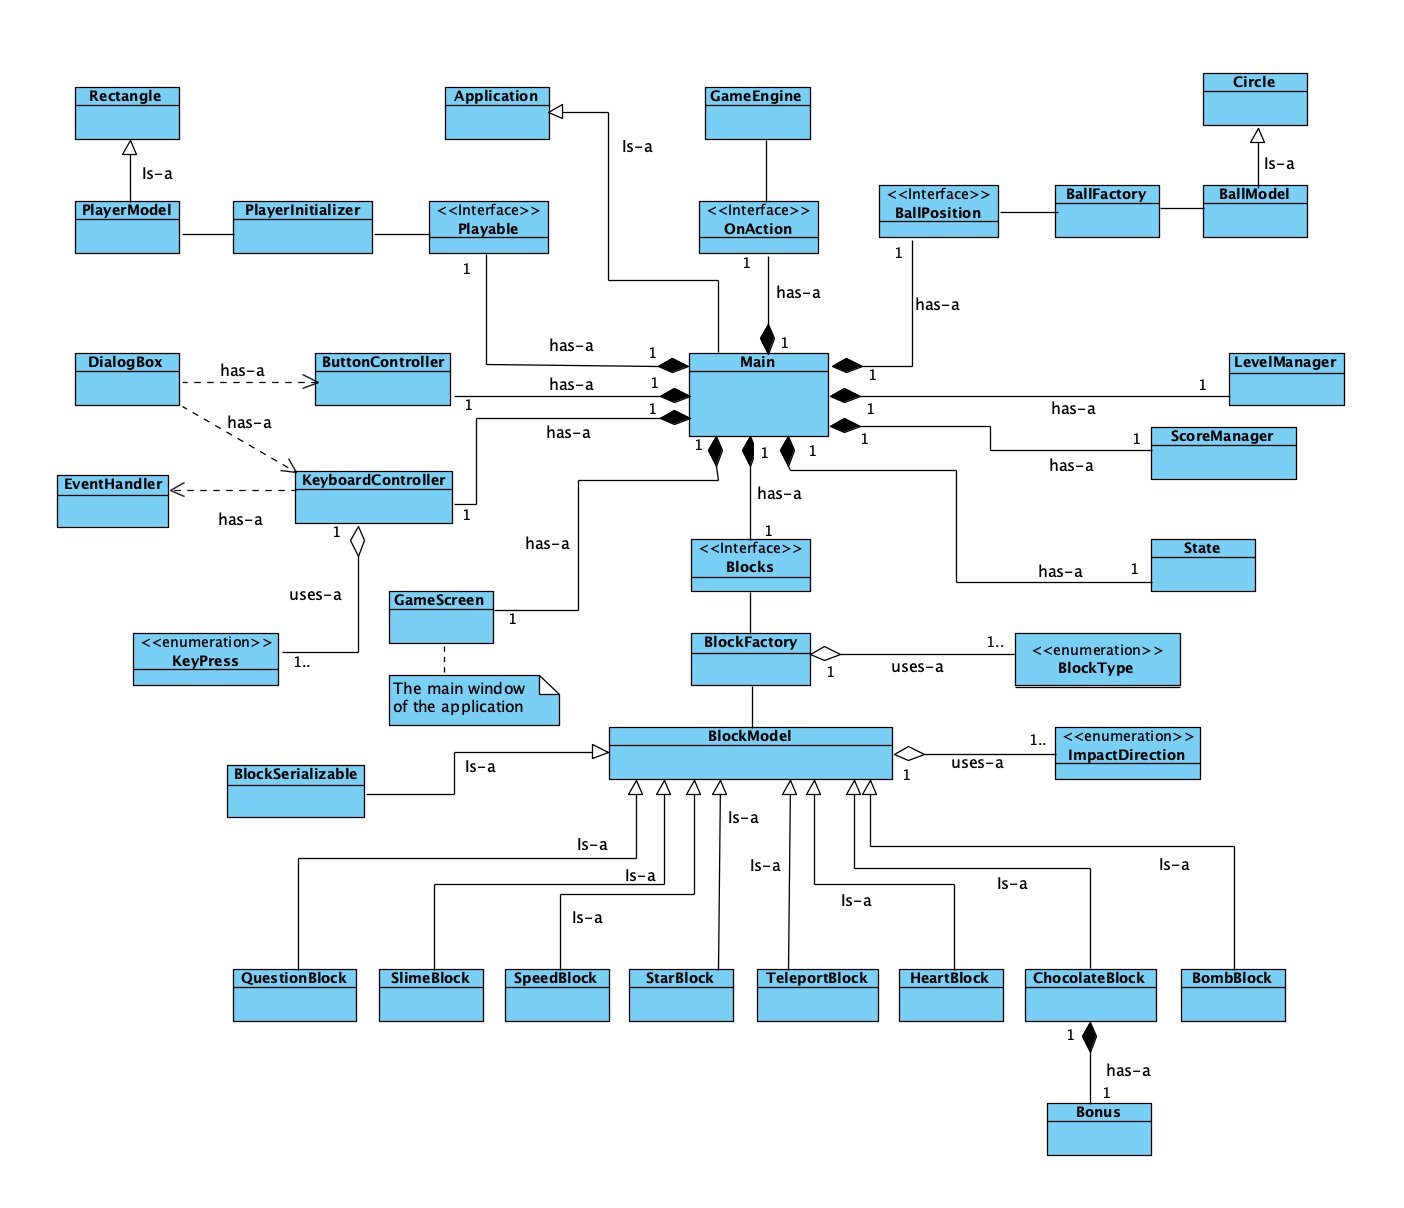 Rectangle
Application
GameEngine
Circle
Is-a
Is-a
Is-a
PlayerModel
PlayerInitializer
<<Interface>>
Playable
<<Interface>>
OnAction
<<Interface>>
BallPosition
BallFactory
BallModel
1
1
1
has-a
has-a
has-a
1
1
1
DialogBox
ButtonController
Main
LevelManager
has-a
has-a
1
1
1
1
has-a
has-a
1
1
1
has-a
1
1
1
1
ScoreManager
has-a
EventHandler
KeyboardController
has-a
1
has-a
1
has-a
1
<<Interface>>
Blocks
State
has-a
1
uses-a
GameScreen
1
<<enumeration>>
KeyPress
1..
BlockFactory
1
uses-a
1..
<<enumeration>>
BlockType
The main window
of the application
BlockModel
1
uses-a
1..
<<enumeration>>
ImpactDirection
BlockSerializable
Is-a
Is-a
Is-a
Is-a
Is-a
Is-a
Is-a
Is-a
Is-a
QuestionBlock
SlimeBlock
SpeedBlock
StarBlock
TeleportBlock
HeartBlock
ChocolateBlock
BombBlock
1
has-a
1
Bonus